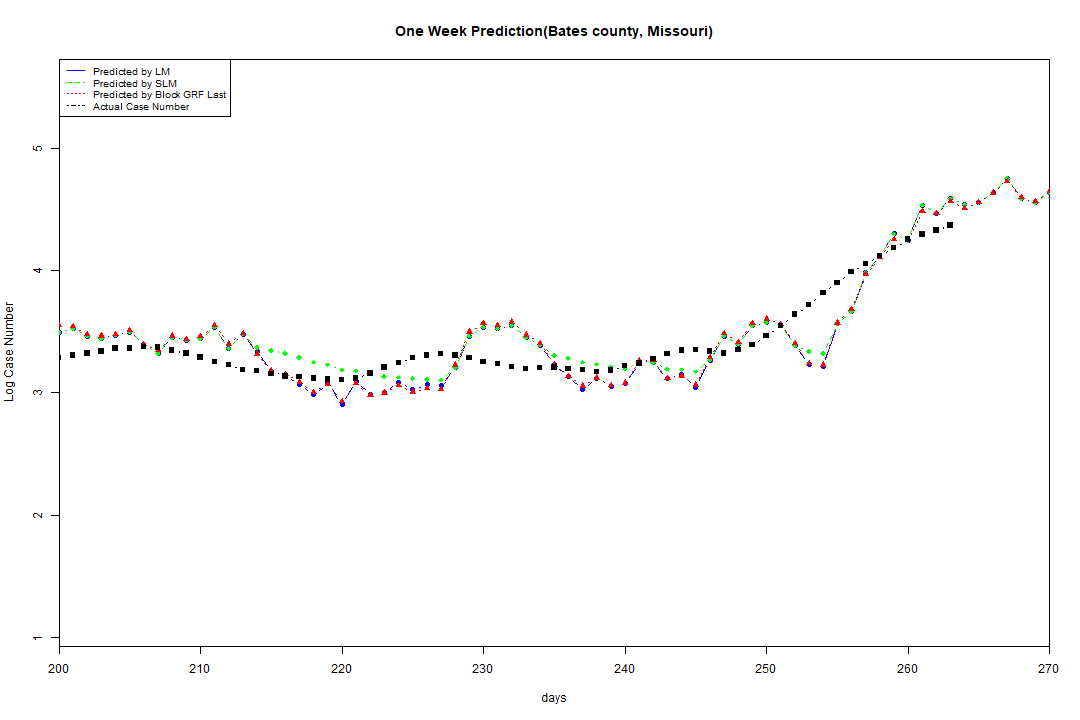 One Week Prediction(Bates county, Missouri)
Predicted by LM
Predicted by SLM
Predicted by Block GRF Last
Actual Case Number
5
4
3
2
1
Log Case Number
200 210 220 230 240 250 260 270
days